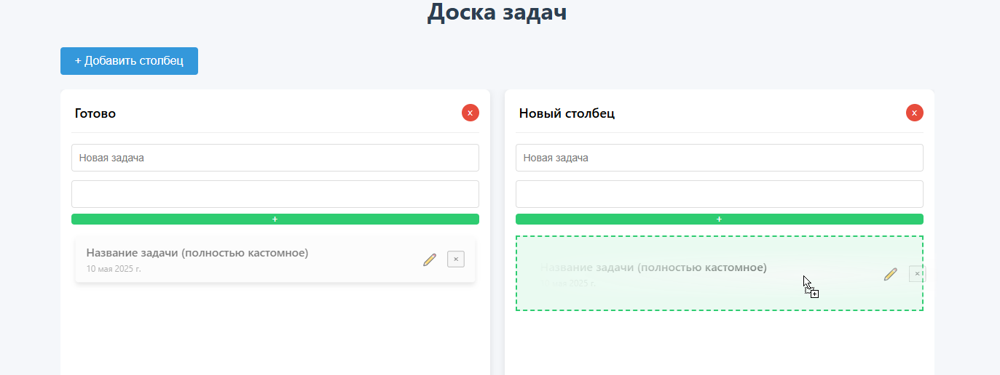 Доска задач
+ Добавить столбец
Готово
x
Новая задача
+
Название задачи (полностью кастомное)
10 мая 2025 г.
×
Новый столбец
x
Новая задача
+
Название задачи (полностью кастомное)
мая 2025 г.
×